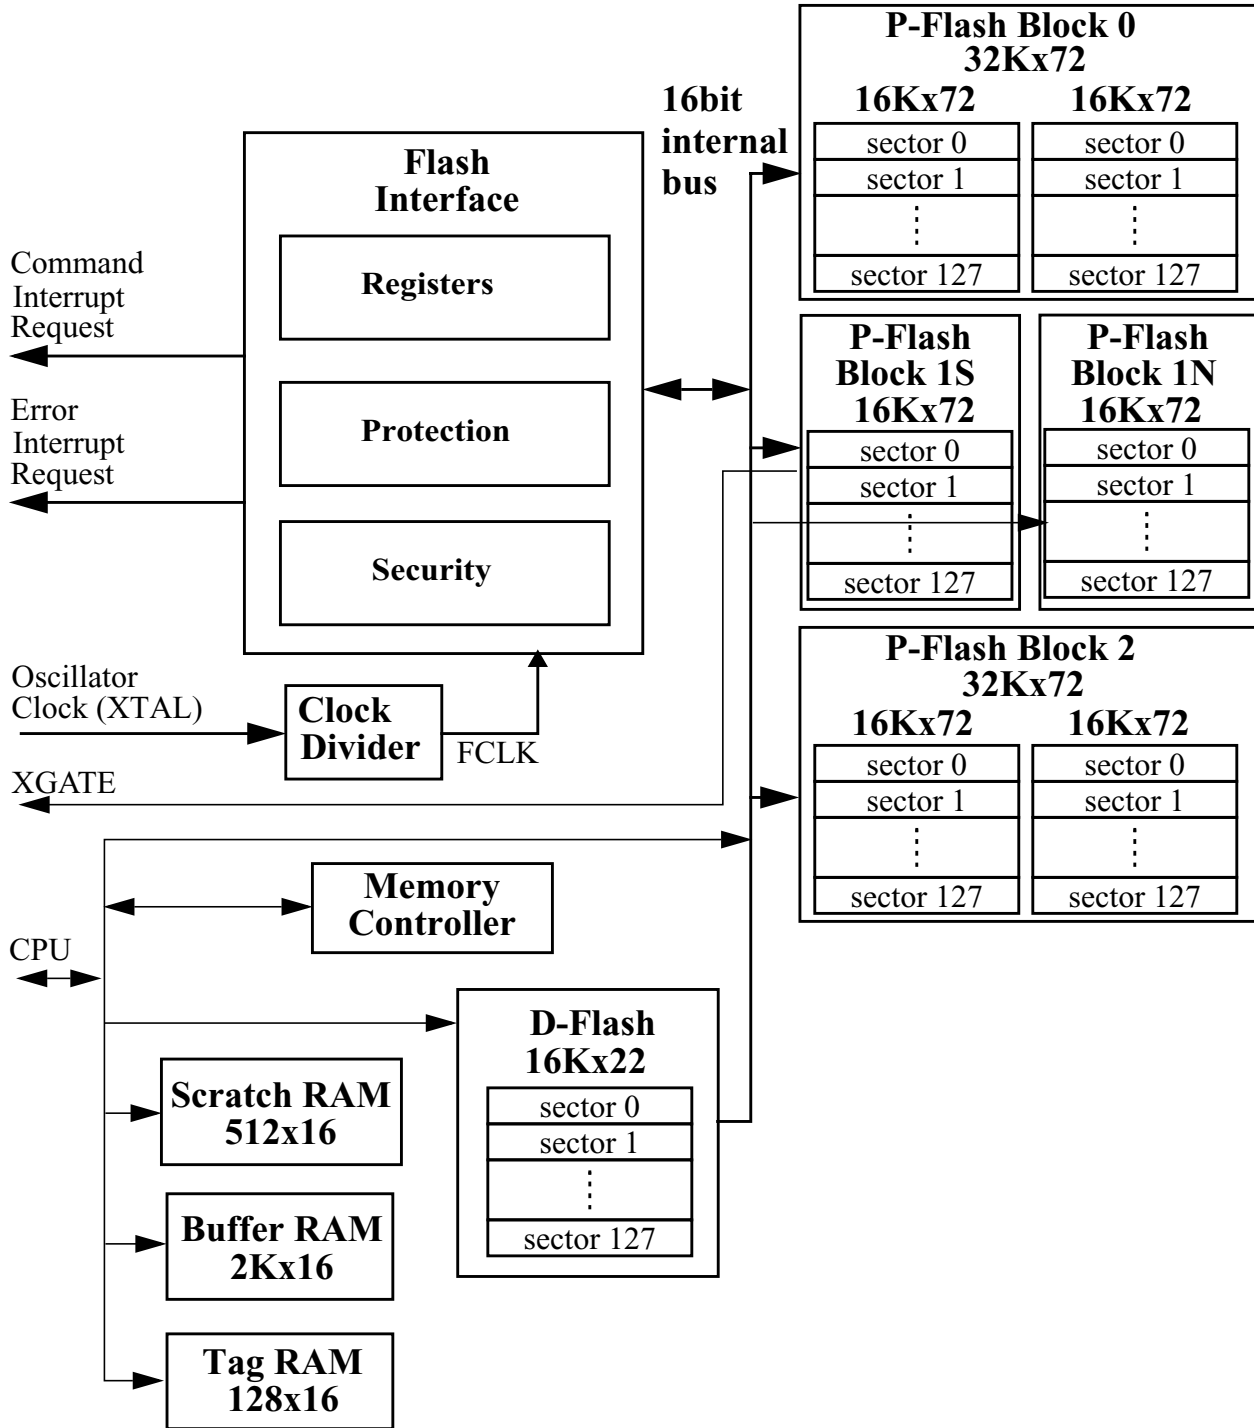 P-Flash Block 0
32Kx72
16Kx72
16Kx72
sector 0
sector 0
sector 1
sector 1
sector 127
sector 127
16bit
internal
bus
Flash
Interface
Registers
Protection
Security
Command
Interrupt
Request
Error
Interrupt
Request
P-Flash
Block 1S
16Kx72
sector 0
sector 1
sector 127
P-Flash
Block 1N
16Kx72
sector 0
sector 1
sector 127
Oscillator
Clock (XTAL)
Clock
Divider
FCLK
XGATE
P-Flash Block 2
32Kx72
16Kx72
16Kx72
sector 0
sector 0
sector 1
sector 1
sector 127
sector 127
Memory
Controller
CPU
D-Flash
16Kx22
sector 0
sector 1
sector 127
Scratch RAM
512x16
Buffer RAM
2Kx16
Tag RAM
128x16